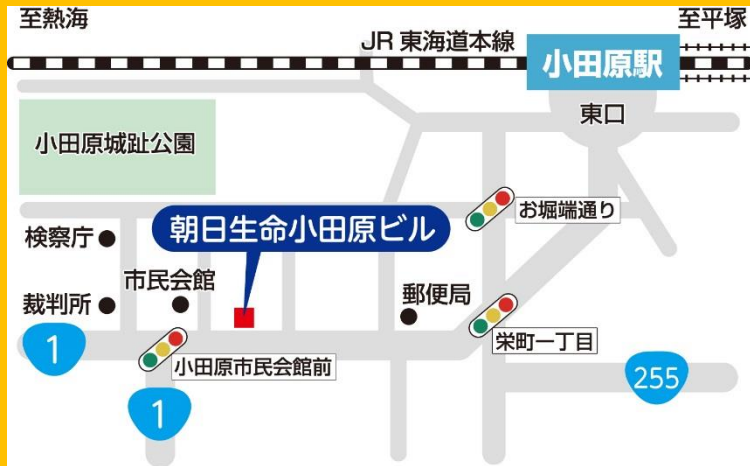 至熱海
至平塚
JR 東海道本線
小田原駅
東口
小田原城趾公園
お堀端通り
朝日生命小田原ビル
検察庁
市民会館
郵便局
裁判所
栄町一丁目
1
小田原市民会館前
255
1